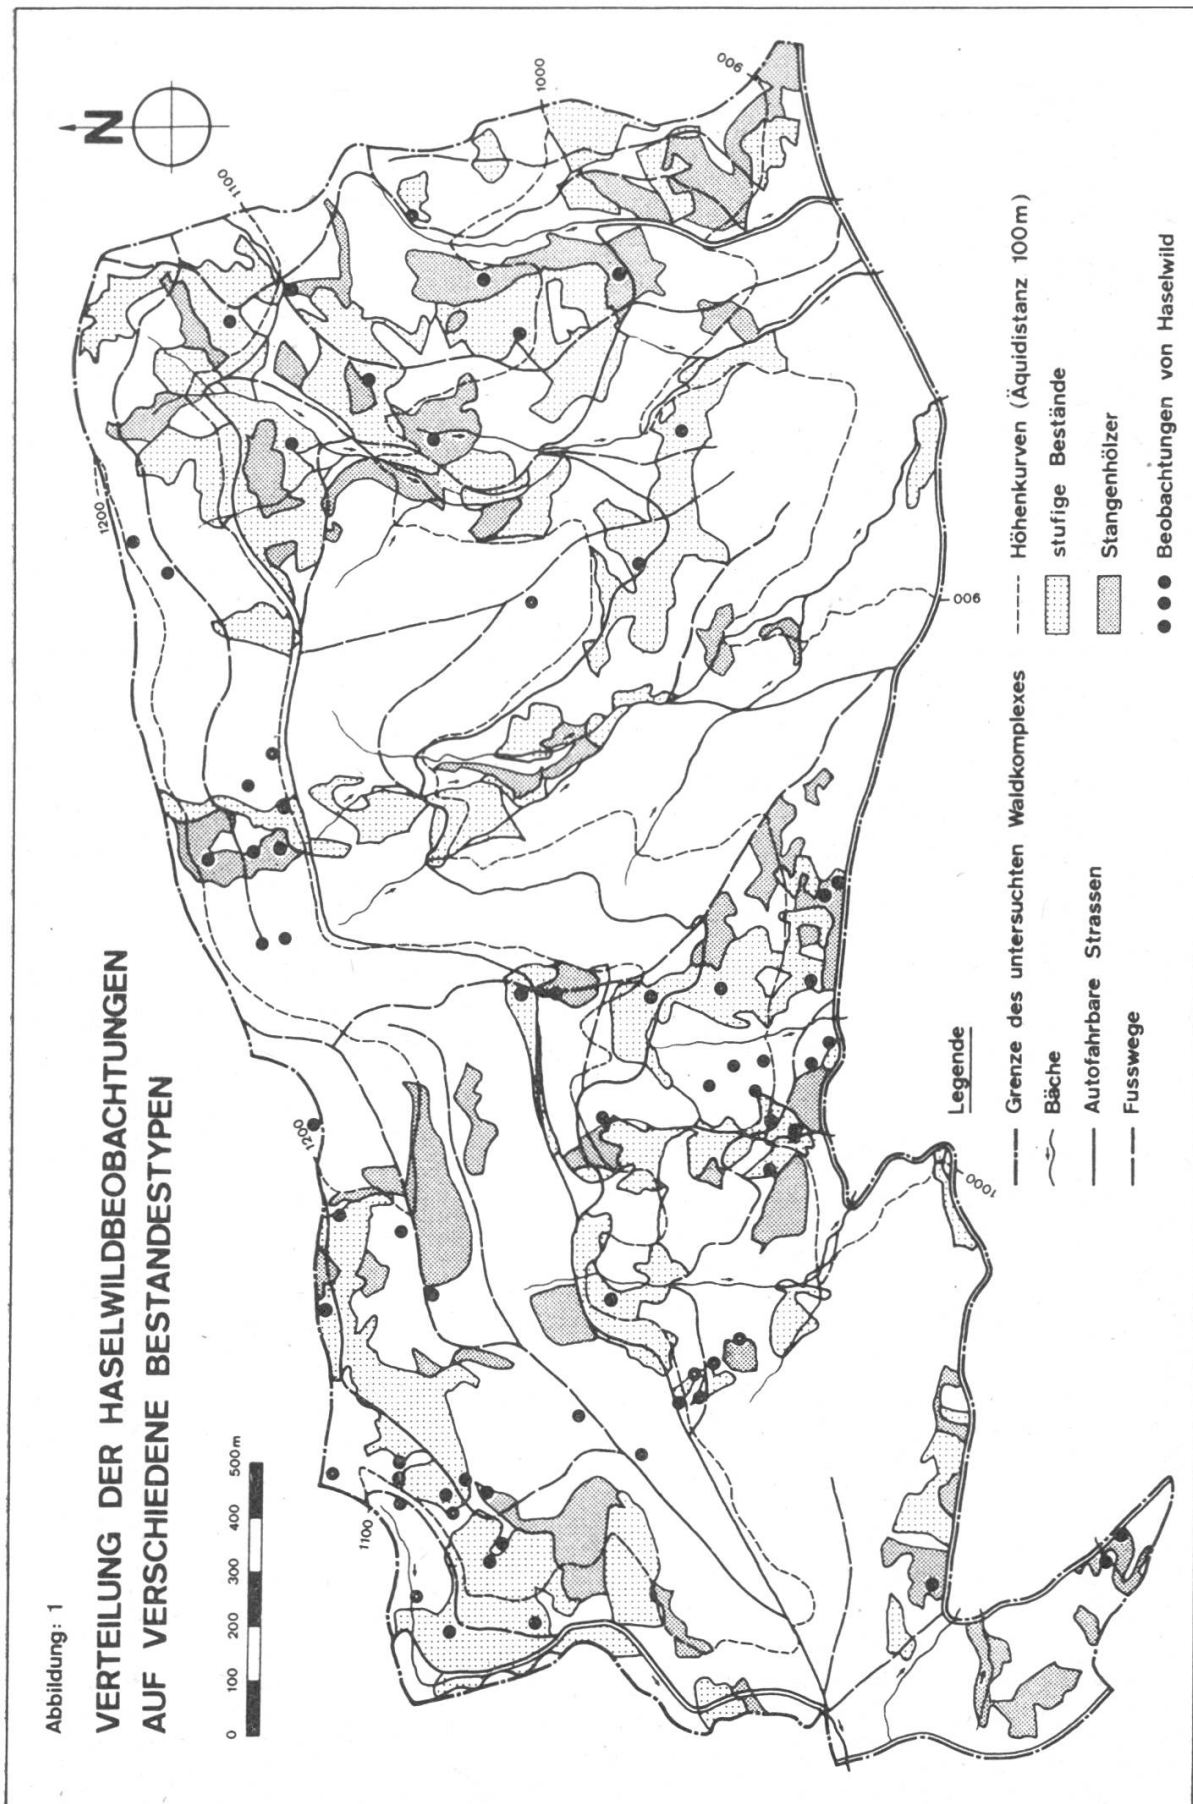 Abbildung: 1
VERTEILUNG DER HASELWILDBEOBACHTUNGEN
AUF VERSCHIEDENE BESTANDESTYPEN
0 100 200 300 400 500m
N
1200
1100
1000
900
1200
1100
900
1000
Legende
Grenze des untersuchten Waldkomplexes
Bäche
Autofahrbare Strassen
Fusswege
Höhenkurven (Äquidistanz 100m)
stufige Bestände
Stangenhölzer
Beobachtungen von Haselwild